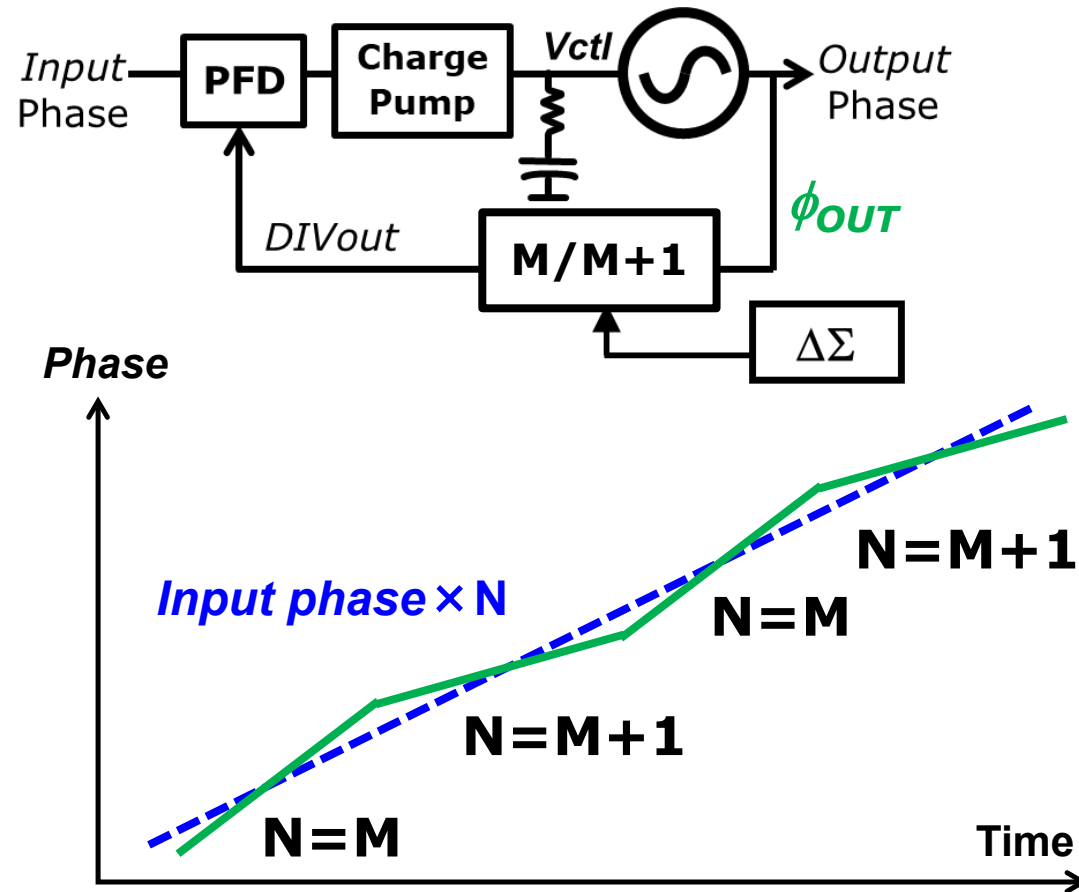 Input
Phase
PFD
Charge
Pump
Vctl
Output
Phase
ϕOUT
DIVout
M/M+1
ΔΣ
Phase
Input phase × N
N=M+1
N=M
N=M+1
N=M
Time